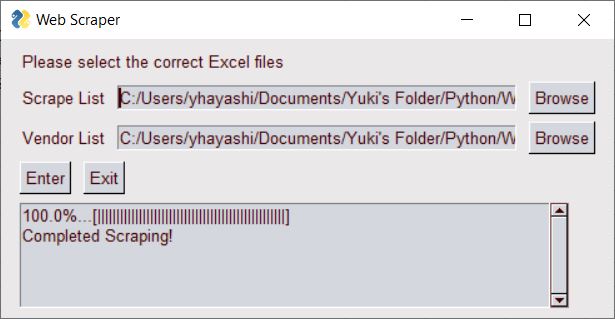 Web Scraper
Please select the correct Excel files
Scrape List C:/Users/yhayashi/Documents/Yuki's Folder/Python/W Browse
Vendor List C:/Users/yhayashi/Documents/Yuki's Folder/Python/W Browse
Enter Exit
100.0%...[||||||||||||||||||||||||||||||||||||||||||||||||||]
Completed Scraping!